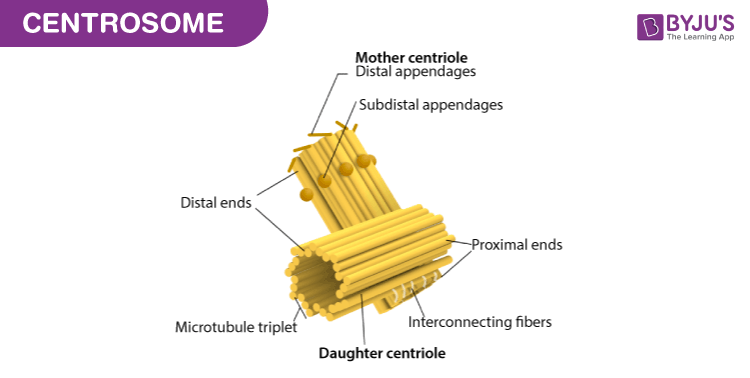 CENTROSOME
BYJU'S
The Learning App
Mother centriole
Distal appendages
Subdistal appendages
Distal ends
Proximal ends
Microtubule triplet
Interconnecting fibers
Daughter centriole